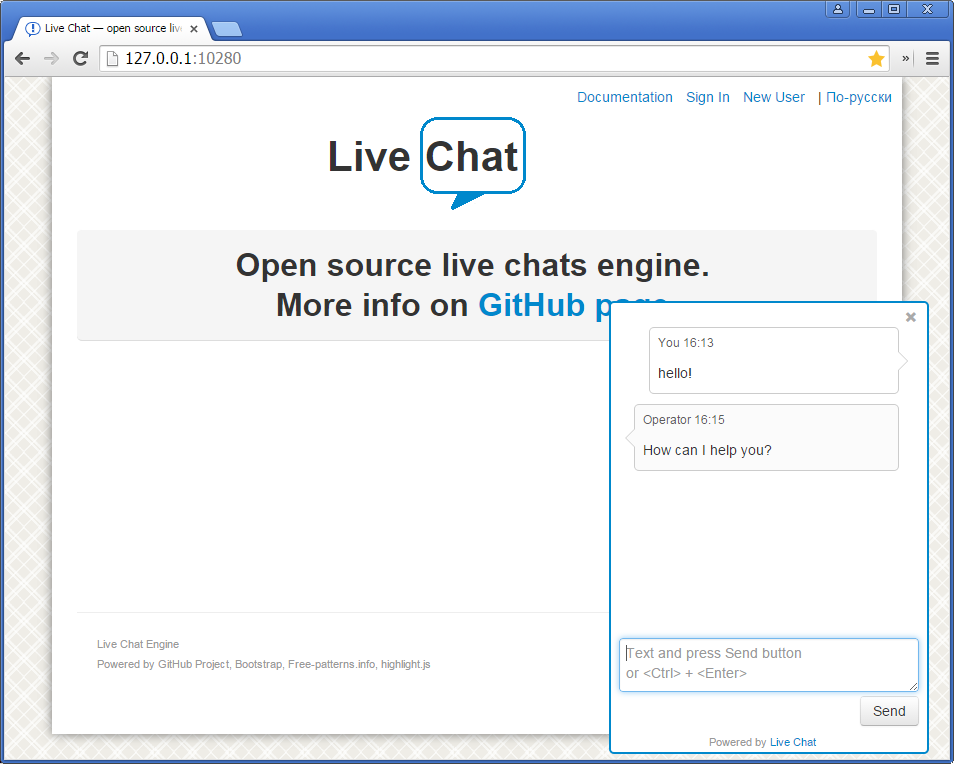 Live Chat — open source liv
127.0.0.1:10280
»
Documentation Sign In New User | По-русски
Live Chat
Open source live chats engine.
More info on GitHub page
You 16:13
hello!
Operator 16:15
How can I help you?
Live Chat Engine
Powered by GitHub Project, Bootstrap, Free-patterns.info, highlight.js
Text and press Send button
or <Ctrl> + <Enter>
Send
Powered by Live Chat